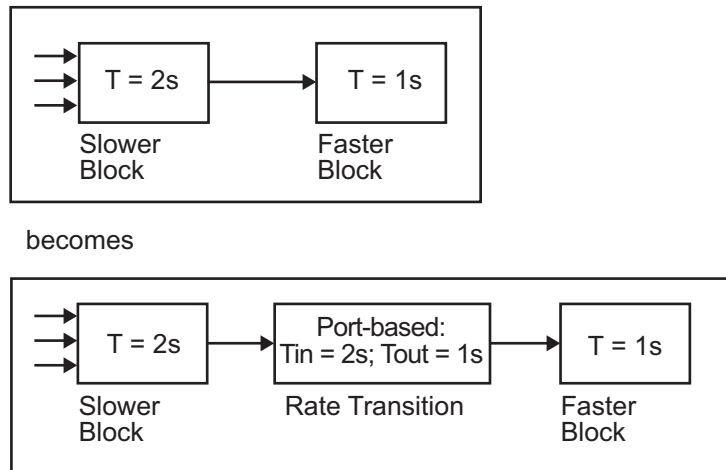 T = 2s
T = 1s
Slower
Block
Faster
Block
becomes
T = 2s
Port-based:
Tin = 2s; Tout = 1s
T = 1s
Slower
Block
Rate Transition
Faster
Block